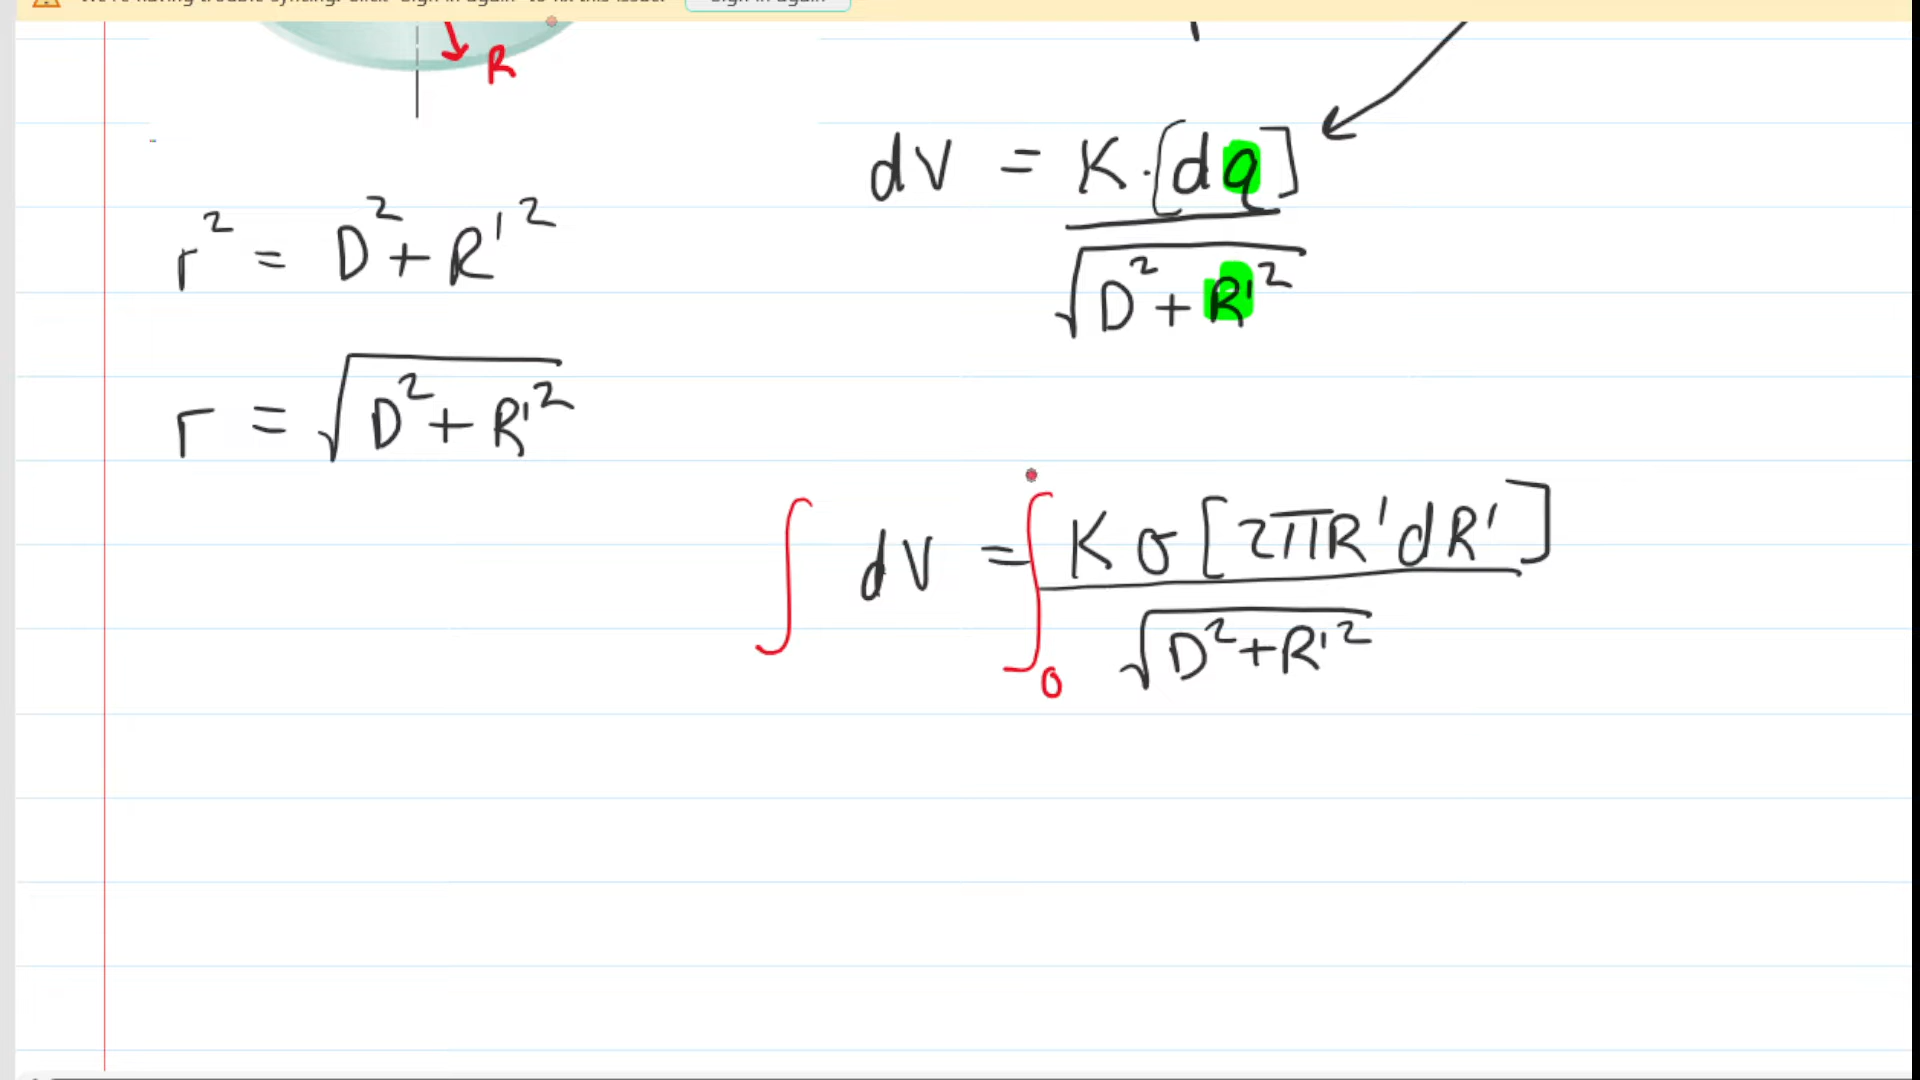 R
dV = K·[dq]
√D²+R'²
r² = D²+R'²
r = √D²+R'²
∫ dV = ∫₀ Kσ[2πR'dR']
√D²+R'²